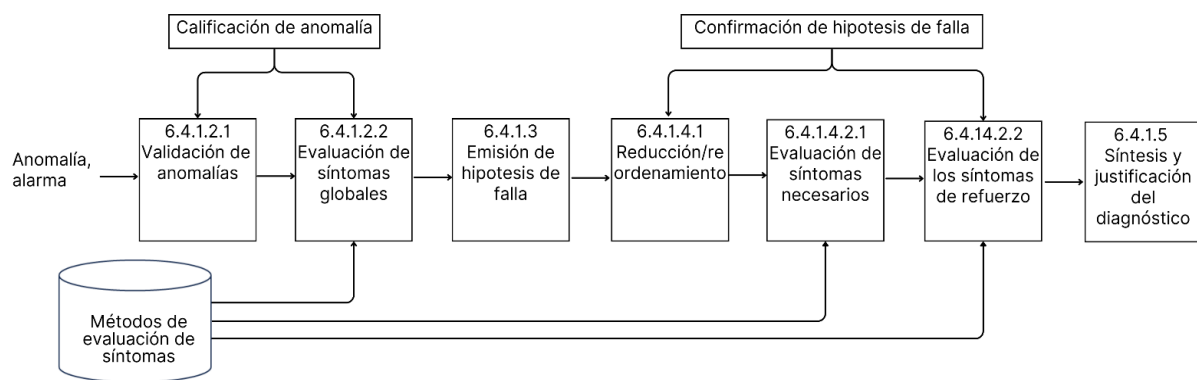 Calificación de anomalía
Confirmación de hipotesis de falla
Anomalía,
alarma
6.4.1.2.1
Validación de
anomalías
6.4.1.2.2
Evaluación de
síntomas
globales
6.4.1.3
Emisión de
hipotesis de
falla
6.4.1.4.1
Reducción/re
ordenamiento
6.4.1.4.2.1
Evaluación de
síntomas
necesarios
6.4.14.2.2
Evaluación de
los síntomas
de refuerzo
6.4.1.5
Síntesis y
justificación
del
diagnóstico
Métodos de
evaluación de
síntomas